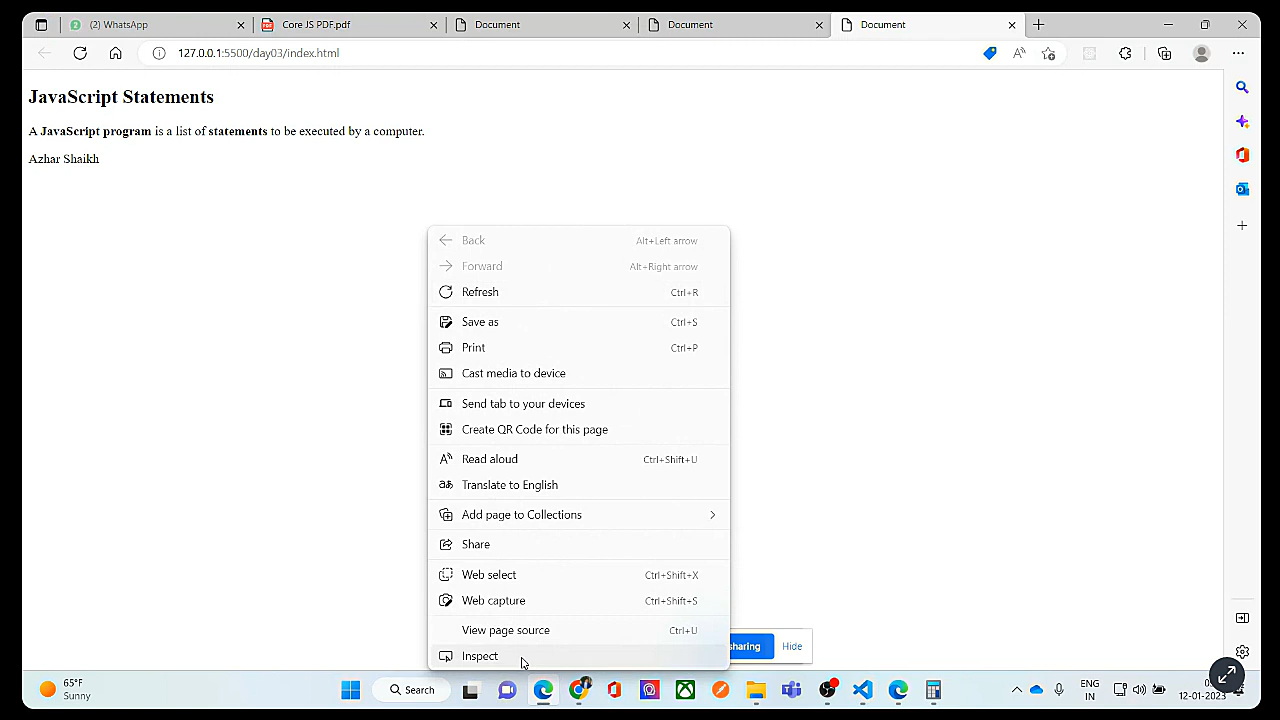 (2) WhatsApp
Core JS PDF.pdf
Document
Document
Document
127.0.0.1:5500/day03/index.html
JavaScript Statements
A JavaScript program is a list of statements to be executed by a computer.
Azhar Shaikh
Back Alt+Left arrow
Forward Alt+Right arrow
Refresh Ctrl+R
Save as Ctrl+S
Print Ctrl+P
Cast media to device
Send tab to your devices
Create QR Code for this page
Read aloud Ctrl+Shift+U
Translate to English
Add page to Collections
Share
Web select Ctrl+Shift+X
Web capture Ctrl+Shift+S
View page source Ctrl+U
Inspect
sharing Hide
65°F
Sunny
Search
ENG
IN